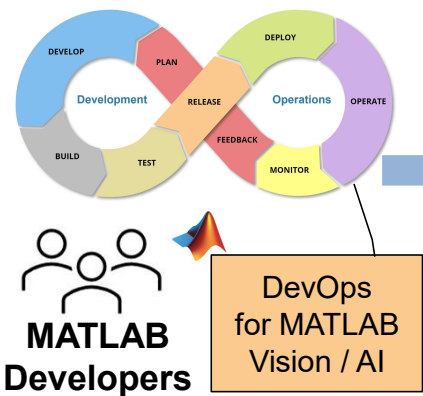 DEVELOP
PLAN
DEPLOY
Development
RELEASE
Operations
OPERATE
BUILD
TEST
FEEDBACK
MONITOR
MATLAB
Developers
DevOps
for MATLAB
Vision / AI